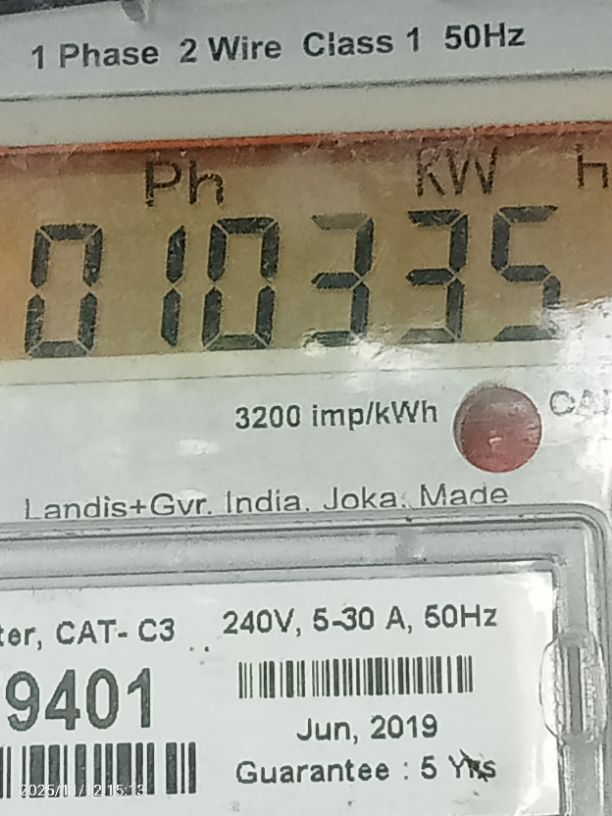 1 Phase 2 Wire Class 1 50Hz
Ph kW h
010335
3200 imp/kWh
Landis+Gyr. India, Joka. Made
ter, CAT- C3 240V, 5-30 A, 50Hz
9401
Jun, 2019
Guarantee : 5 Yrs